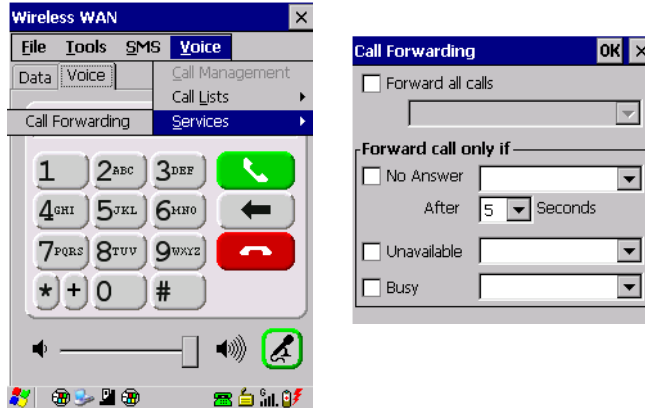 Wireless WAN
File Tools SMS Voice
Data Voice
Call Management
Call Lists
Call Forwarding Services
1 2ABC 3DEF
4GHI 5JKL 6MNO
7PQRS 8TUV 9WXYZ
* + 0 #
Call Forwarding OK
Forward all calls
Forward call only if
No Answer
After 5 Seconds
Unavailable
Busy